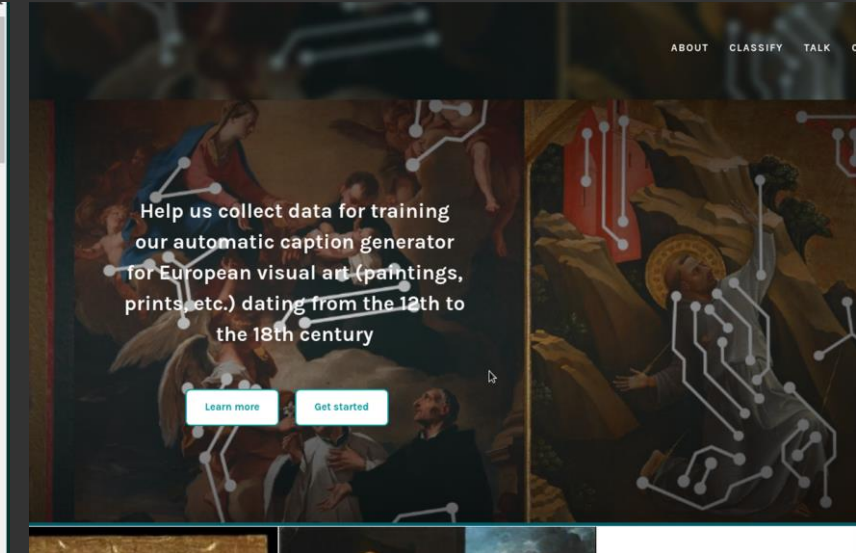 ABOUT CLASSIFY TALK
Help us collect data for training
our automatic caption generator
for European visual art (paintings,
prints, etc.) dating from the 12th to
the 18th century
Learn more Get started